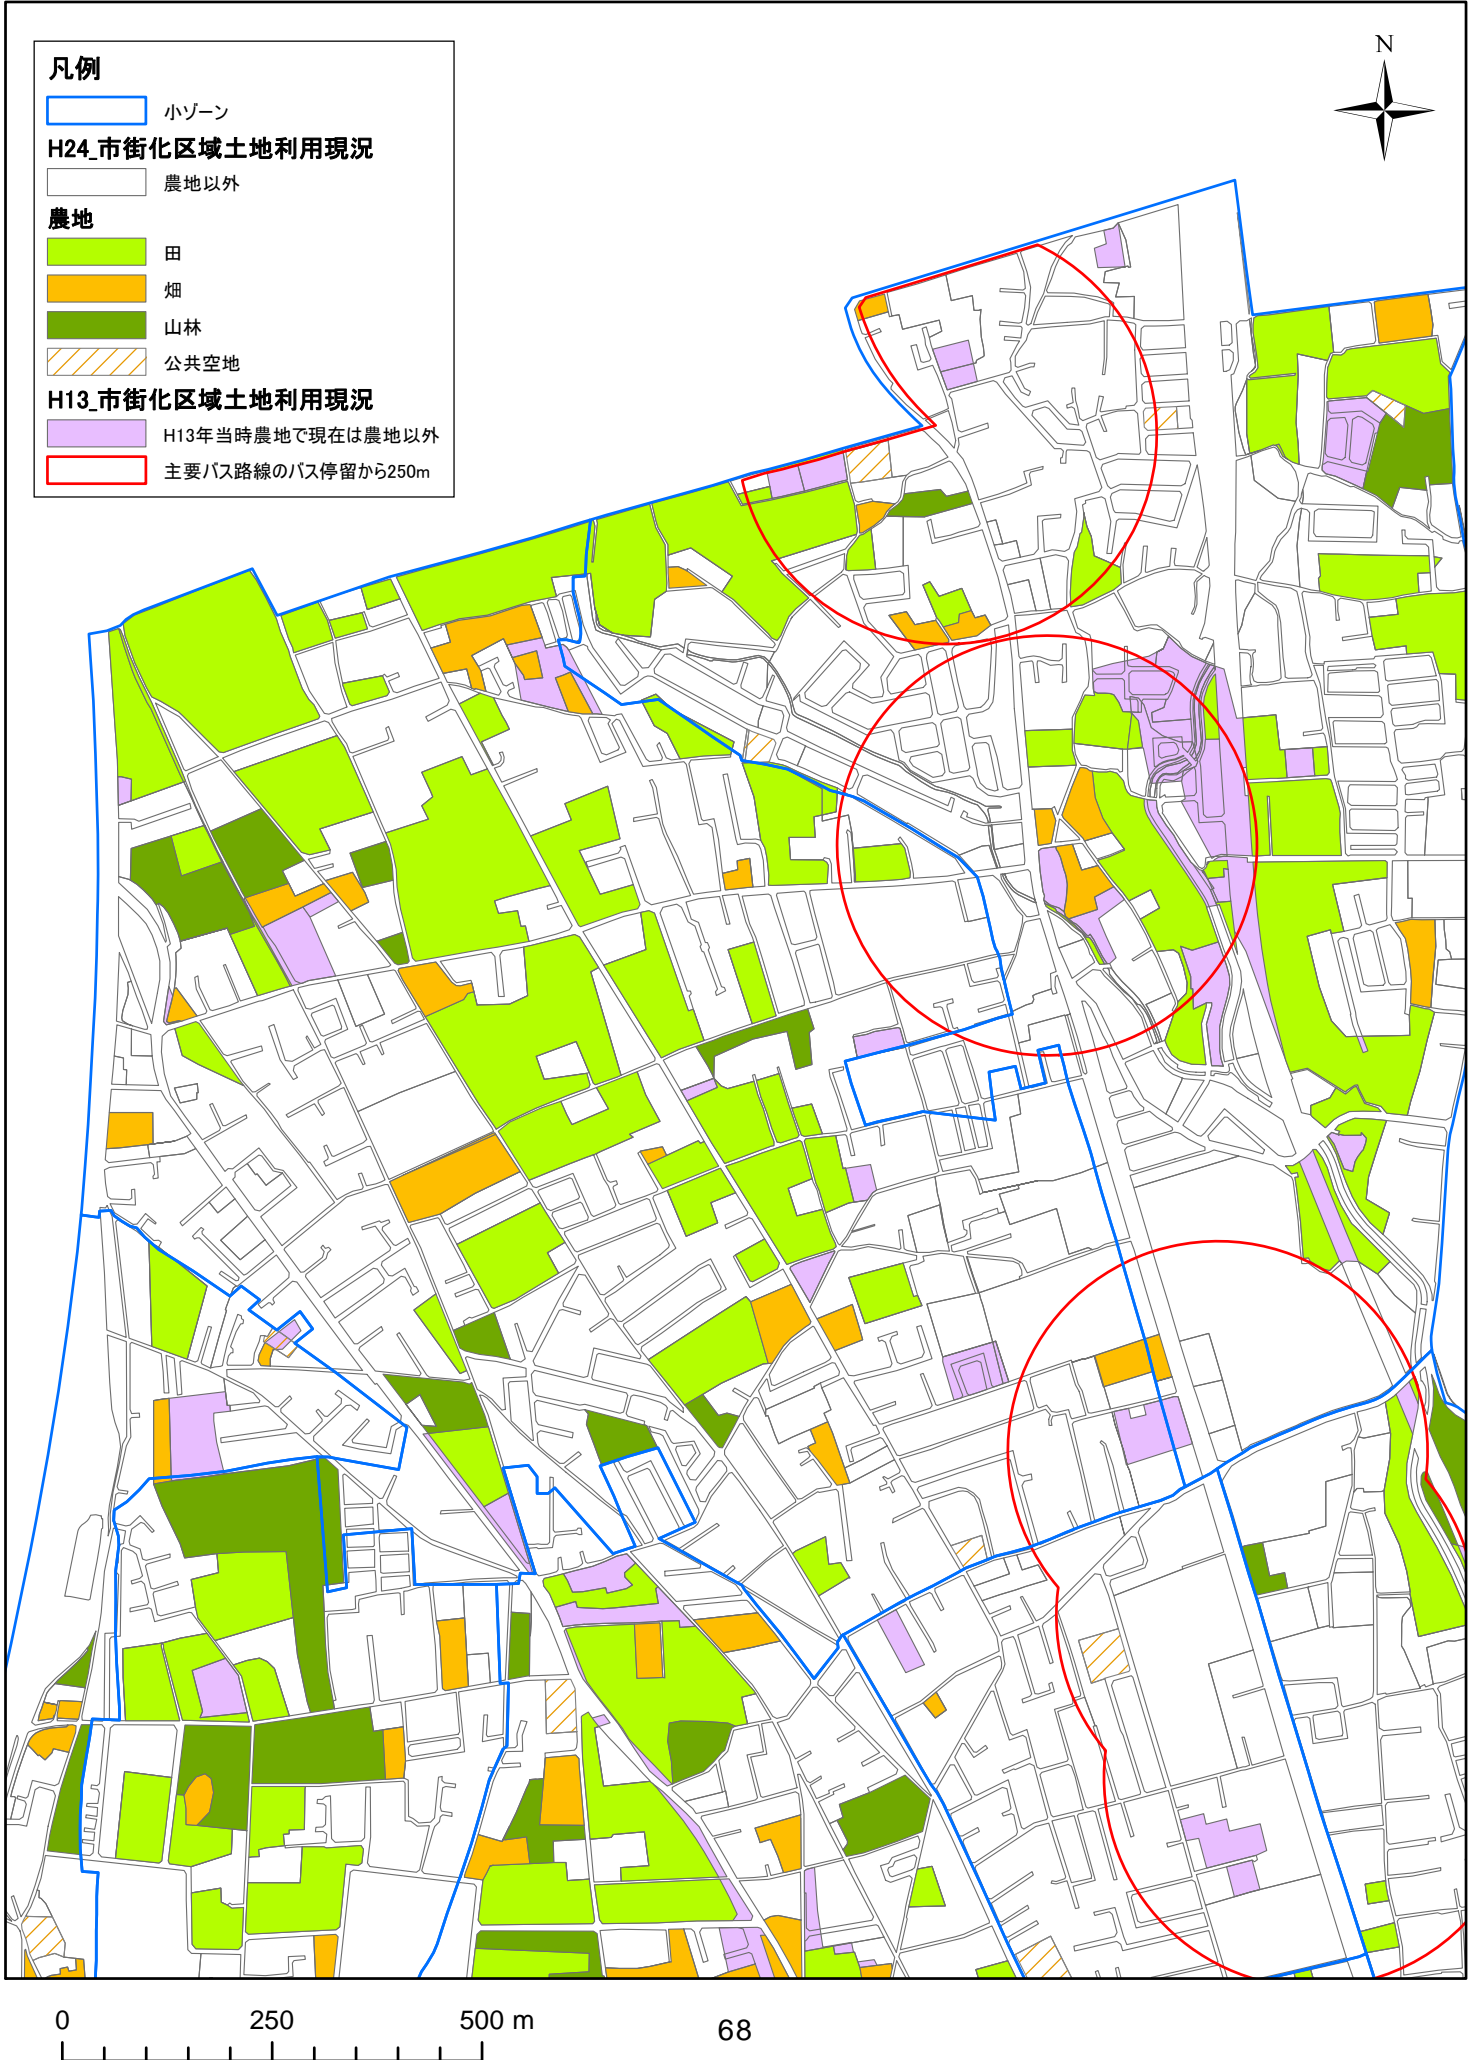 N
凡例
小ゾーン
H24_市街化区域土地利用現況
農地以外
農地
田
畑
山林
公共空地
H13_市街化区域土地利用現況
H13年当時農地で現在は農地以外
主要バス路線のバス停留から250m
0 250 500 m
68